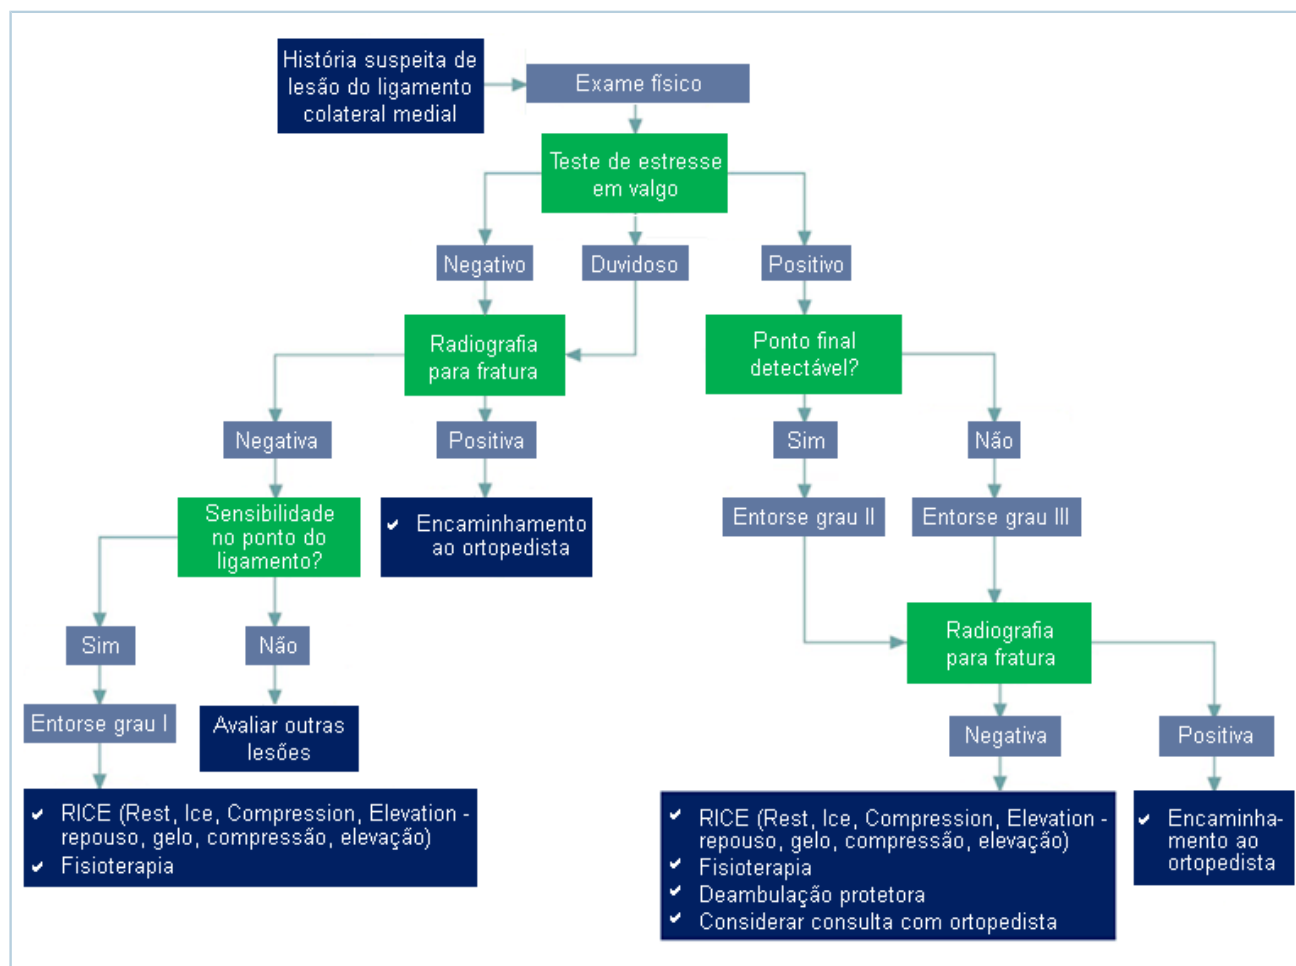 História suspeita de
lesão do ligamento
colateral medial
Exame físico
Teste de estresse
em valgo
Negativo
Duvidoso
Positivo
Radiografia
para fratura
Ponto final
detectável?
Negativa
Positiva
Sim
Não
Sensibilidade
no ponto do
ligamento?
✓ Encaminhamento
ao ortopedista
Entorse grau II
Entorse grau III
Sim
Não
Radiografia
para fratura
Entorse grau I
Avaliar outras
lesões
Negativa
Positiva
✓ RICE (Rest, Ice, Compression, Elevation -
repouso, gelo, compressão, elevação)
✓ Fisioterapia
✓ RICE (Rest, Ice, Compression, Elevation -
repouso, gelo, compressão, elevação)
✓ Fisioterapia
✓ Deambulação protetora
✓ Considerar consulta com ortopedista
✓ Encaminha-
mento ao
ortopedista